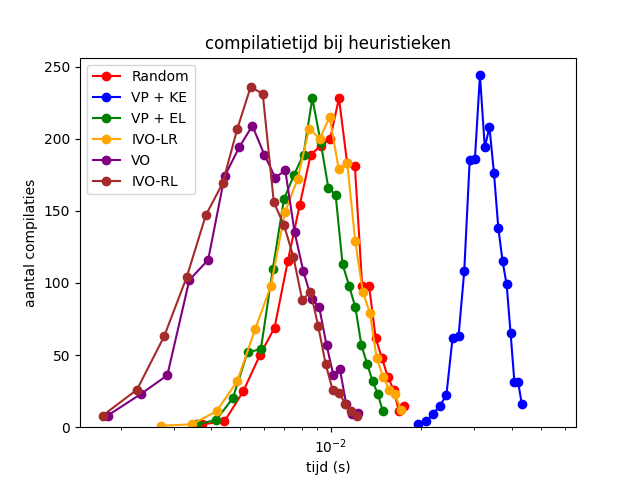 compilatietijd bij heuristieken
250
200
150
100
50
0
aantal compilaties
Random
VP + KE
VP + EL
IVO-LR
VO
IVO-RL
10⁻²
tijd (s)